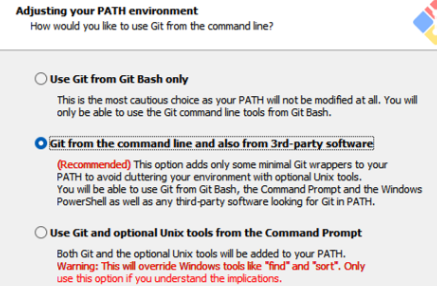 Adjusting your PATH environment
How would you like to use Git from the command line?
Use Git from Git Bash only
This is the most cautious choice as your PATH will not be modified at all. You will
only be able to use the Git command line tools from Git Bash.
Git from the command line and also from 3rd-party software
(Recommended) This option adds only some minimal Git wrappers to your
PATH to avoid cluttering your environment with optional Unix tools.
You will be able to use Git from Git Bash, the Command Prompt and the Windows
PowerShell as well as any third-party software looking for Git in PATH.
Use Git and optional Unix tools from the Command Prompt
Both Git and the optional Unix tools will be added to your PATH.
Warning: This will override Windows tools like "find" and "sort". Only
use this option if you understand the implications.